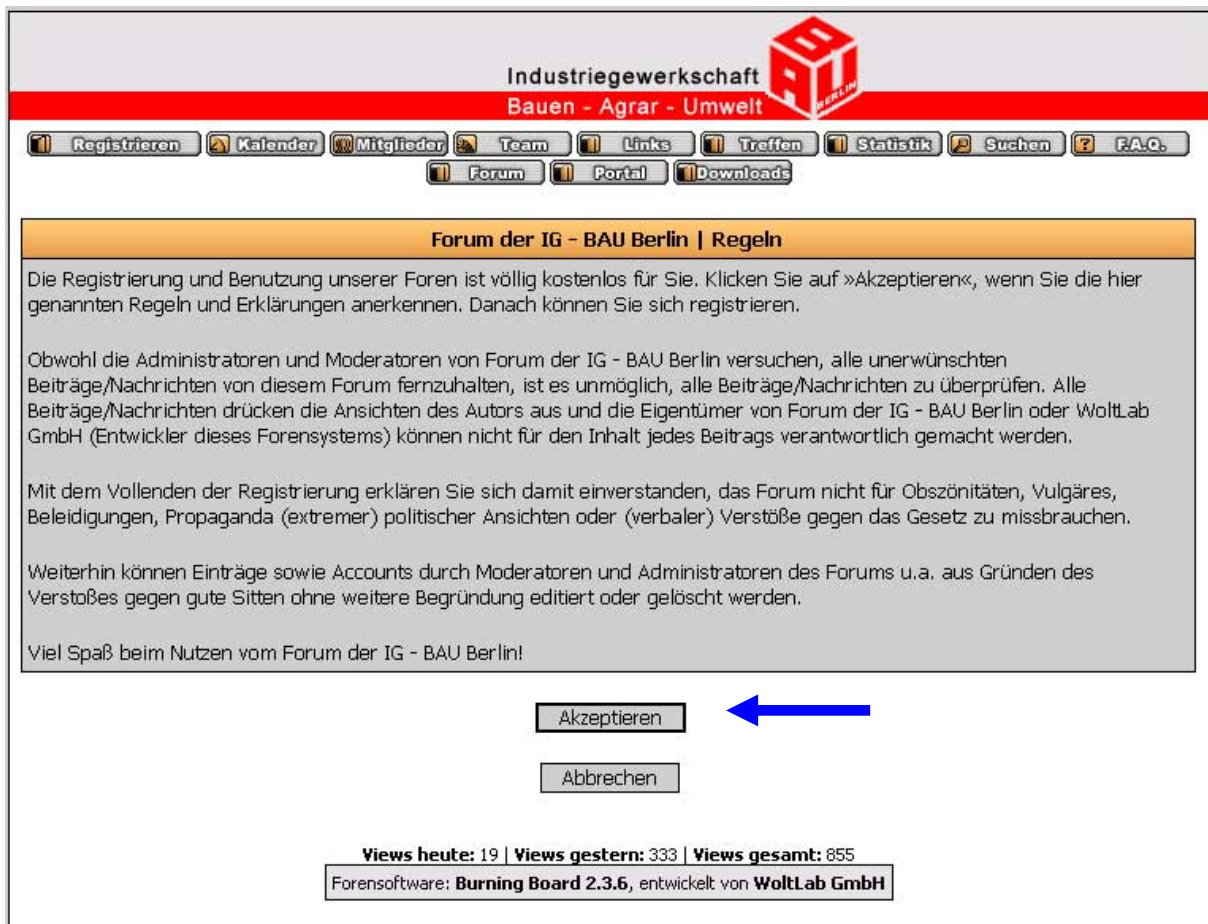 Industriegewerkschaft
BAU
BERLIN
Bauen - Agrar - Umwelt
Registrieren Kalender Mitglieder Team Links Treffen Statistik Suchen ? F.A.Q.
Forum Portal Downloads
Forum der IG - BAU Berlin | Regeln
Die Registrierung und Benutzung unserer Foren ist völlig kostenlos für Sie. Klicken Sie auf »Akzeptieren«, wenn Sie die hier
genannten Regeln und Erklärungen anerkennen. Danach können Sie sich registrieren.
Obwohl die Administratoren und Moderatoren von Forum der IG - BAU Berlin versuchen, alle unerwünschten
Beiträge/Nachrichten von diesem Forum fernzuhalten, ist es unmöglich, alle Beiträge/Nachrichten zu überprüfen. Alle
Beiträge/Nachrichten drücken die Ansichten des Autors aus und die Eigentümer von Forum der IG - BAU Berlin oder WoltLab
GmbH (Entwickler dieses Forensystems) können nicht für den Inhalt jedes Beitrags verantwortlich gemacht werden.
Mit dem Vollenden der Registrierung erklären Sie sich damit einverstanden, das Forum nicht für Obszönitäten, Vulgäres,
Beleidigungen, Propaganda (extremer) politischer Ansichten oder (verbaler) Verstöße gegen das Gesetz zu missbrauchen.
Weiterhin können Einträge sowie Accounts durch Moderatoren und Administratoren des Forums u.a. aus Gründen des
Verstoßes gegen gute Sitten ohne weitere Begründung editiert oder gelöscht werden.
Viel Spaß beim Nutzen vom Forum der IG - BAU Berlin!
Akzeptieren
Abbrechen
Views heute: 19 | Views gestern: 333 | Views gesamt: 855
Forensoftware: Burning Board 2.3.6, entwickelt von WoltLab GmbH